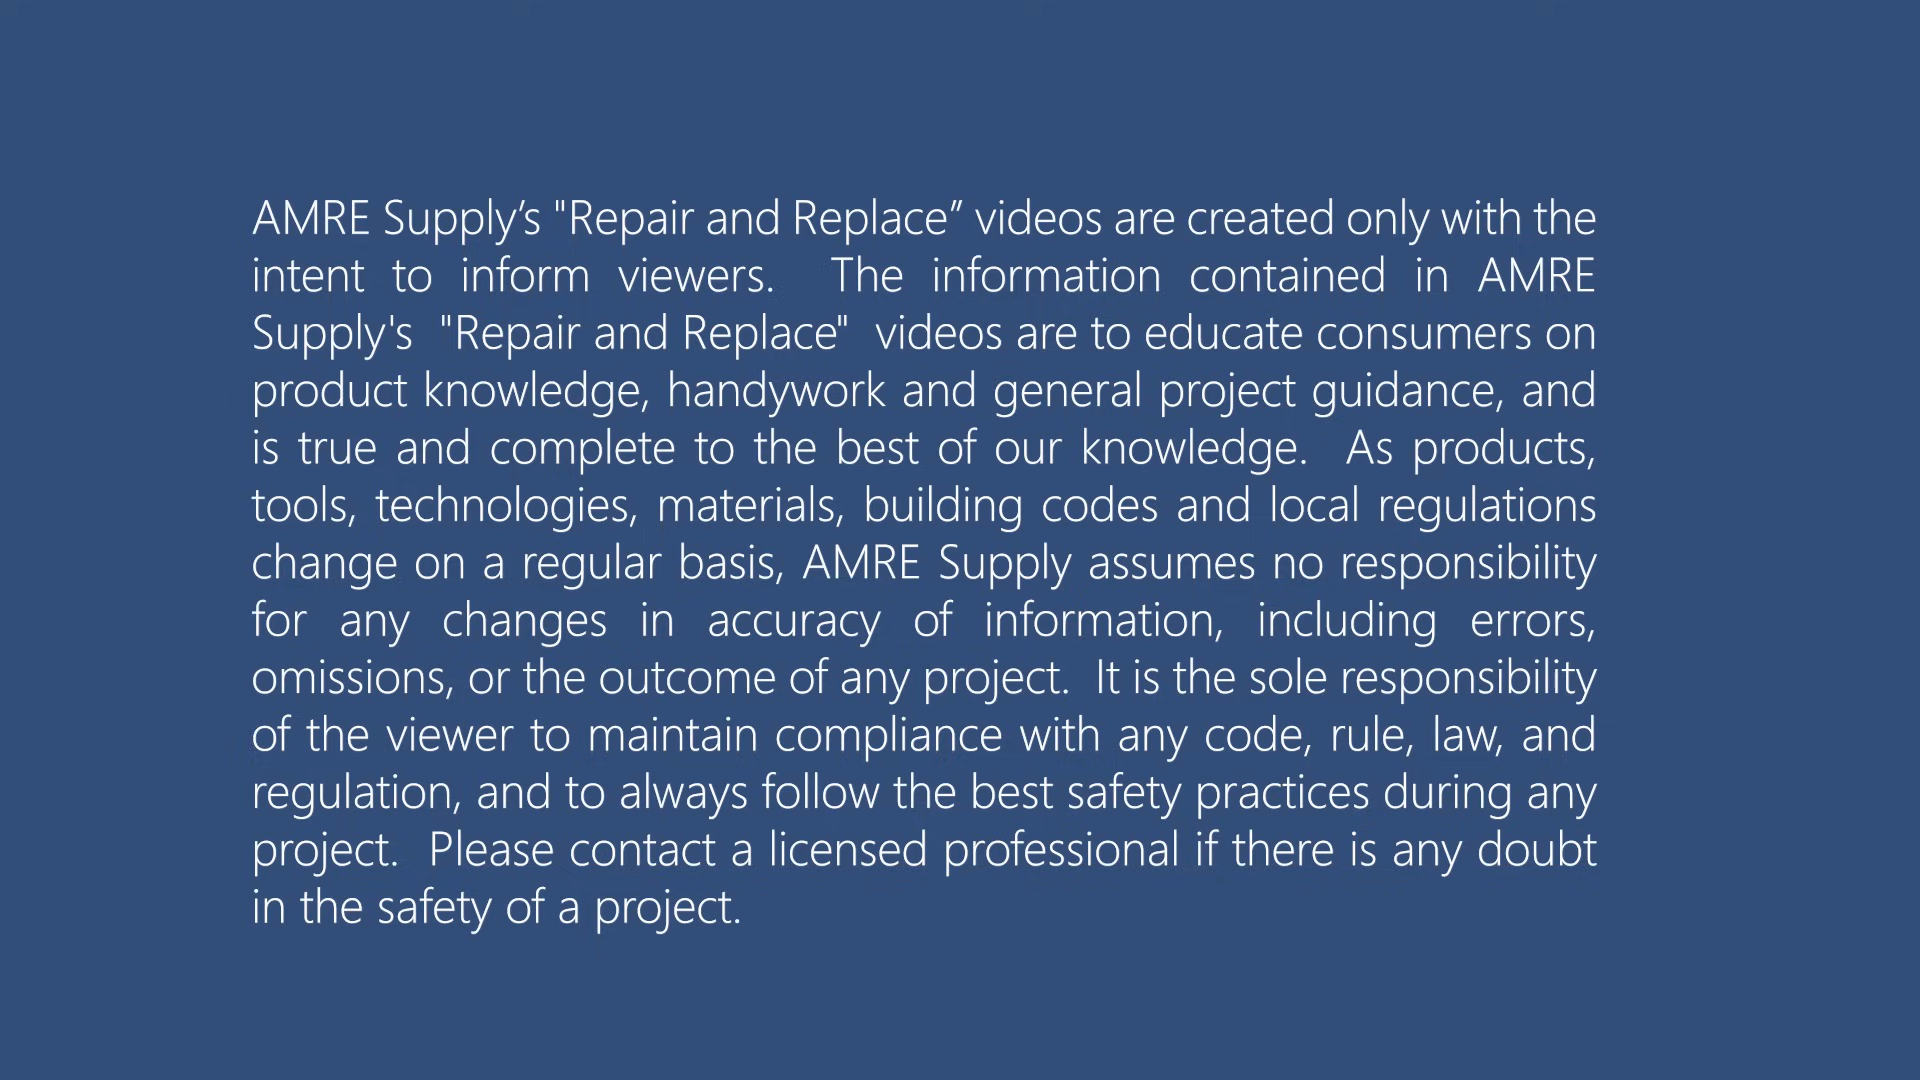 AMRE Supply’s "Repair and Replace” videos are created only with the
intent to inform viewers.  The information contained in AMRE
Supply's  "Repair and Replace"  videos are to educate consumers on
product knowledge, handywork and general project guidance, and
is true and complete to the best of our knowledge.  As products,
tools, technologies, materials, building codes and local regulations
change on a regular basis, AMRE Supply assumes no responsibility
for any changes in accuracy of information, including errors,
omissions, or the outcome of any project.  It is the sole responsibility
of the viewer to maintain compliance with any code, rule, law, and
regulation, and to always follow the best safety practices during any
project.  Please contact a licensed professional if there is any doubt
in the safety of a project.